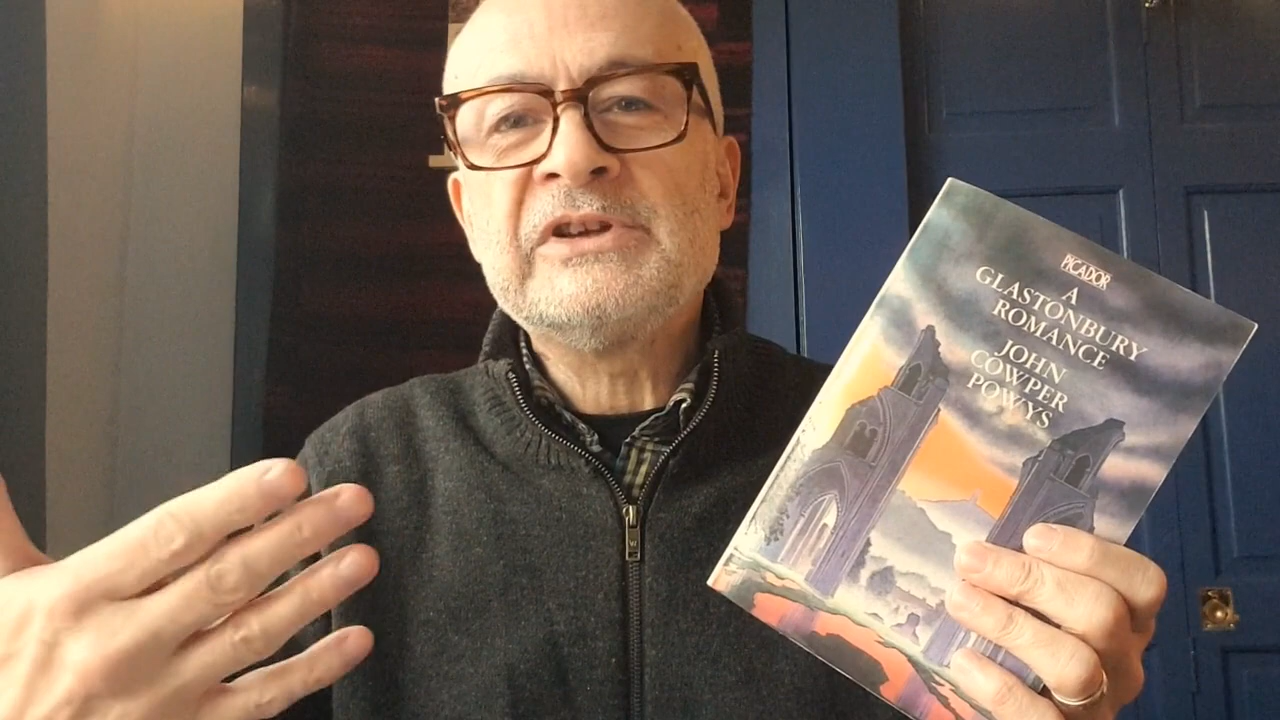 PICADOR
A
GLASTONBURY
ROMANCE
JOHN
COWPER
POWYS